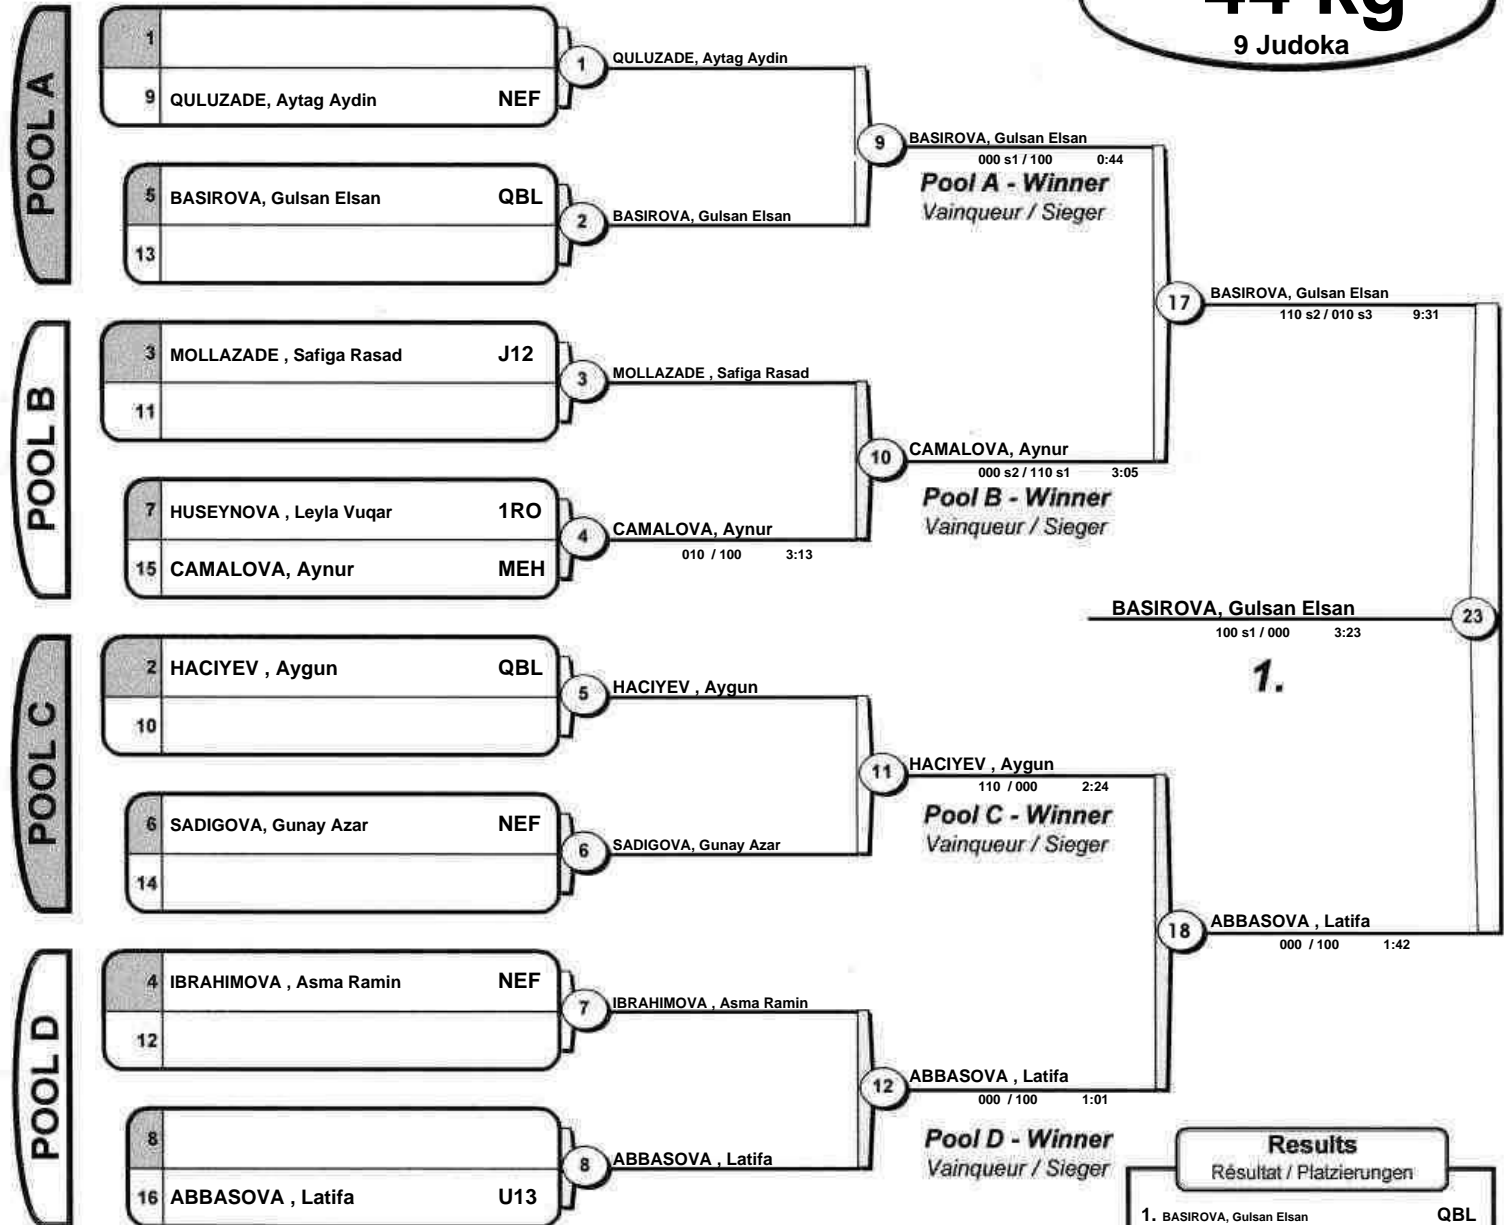 44 kg
9 Judoka
POOL A
1
9 QULUZADE, Aytag Aydin NEF
1 QULUZADE, Aytag Aydin
5 BASIROVA, Gulsan Elsan QBL
13
2 BASIROVA, Gulsan Elsan
9 BASIROVA, Gulsan Elsan
000 s1 / 100 0:44
Pool A - Winner
Vainqueur / Sieger
POOL B
3 MOLLAZADE , Safiga Rasad J12
11
3 MOLLAZADE , Safiga Rasad
7 HUSEYNOVA , Leyla Vuqar 1RO
15 CAMALOVA, Aynur MEH
4 CAMALOVA, Aynur
010 / 100 3:13
10 CAMALOVA, Aynur
000 s2 / 110 s1 3:05
Pool B - Winner
Vainqueur / Sieger
17 BASIROVA, Gulsan Elsan
110 s2 / 010 s3 9:31
BASIROVA, Gulsan Elsan 23
100 s1 / 000 3:23
1.
POOL C
2 HACIYEV , Aygun QBL
10
5 HACIYEV , Aygun
6 SADIGOVA, Gunay Azar NEF
14
6 SADIGOVA, Gunay Azar
11 HACIYEV , Aygun
110 / 000 2:24
Pool C - Winner
Vainqueur / Sieger
POOL D
4 IBRAHIMOVA , Asma Ramin NEF
12
7 IBRAHIMOVA , Asma Ramin
8
16 ABBASOVA , Latifa U13
8 ABBASOVA , Latifa
12 ABBASOVA , Latifa
000 / 100 1:01
Pool D - Winner
Vainqueur / Sieger
18 ABBASOVA , Latifa
000 / 100 1:42
Results
Résultat / Platzierungen
1. BASIROVA, Gulsan Elsan QBL